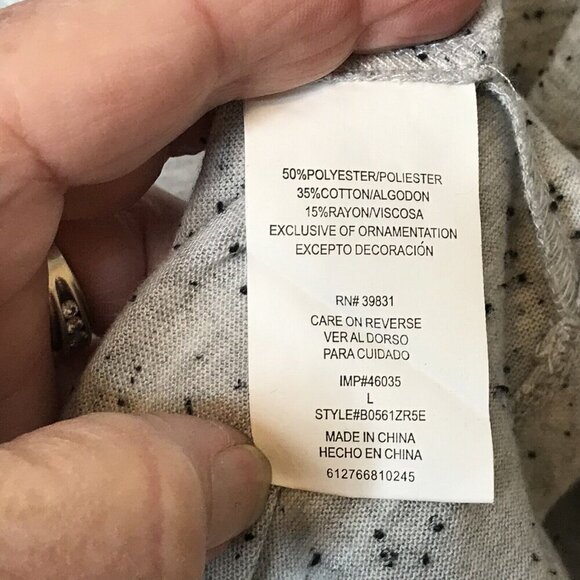 50%POLYESTER/POLIESTER
35%COTTON/ALGODON
15%RAYON/VISCOSA
EXCLUSIVE OF ORNAMENTATION
EXCEPTO DECORACIÓN
RN# 39831
CARE ON REVERSE
VER AL DORSO
PARA CUIDADO
IMP#46035
L
STYLE#B0561ZR5E
MADE IN CHINA
HECHO EN CHINA
612766810245